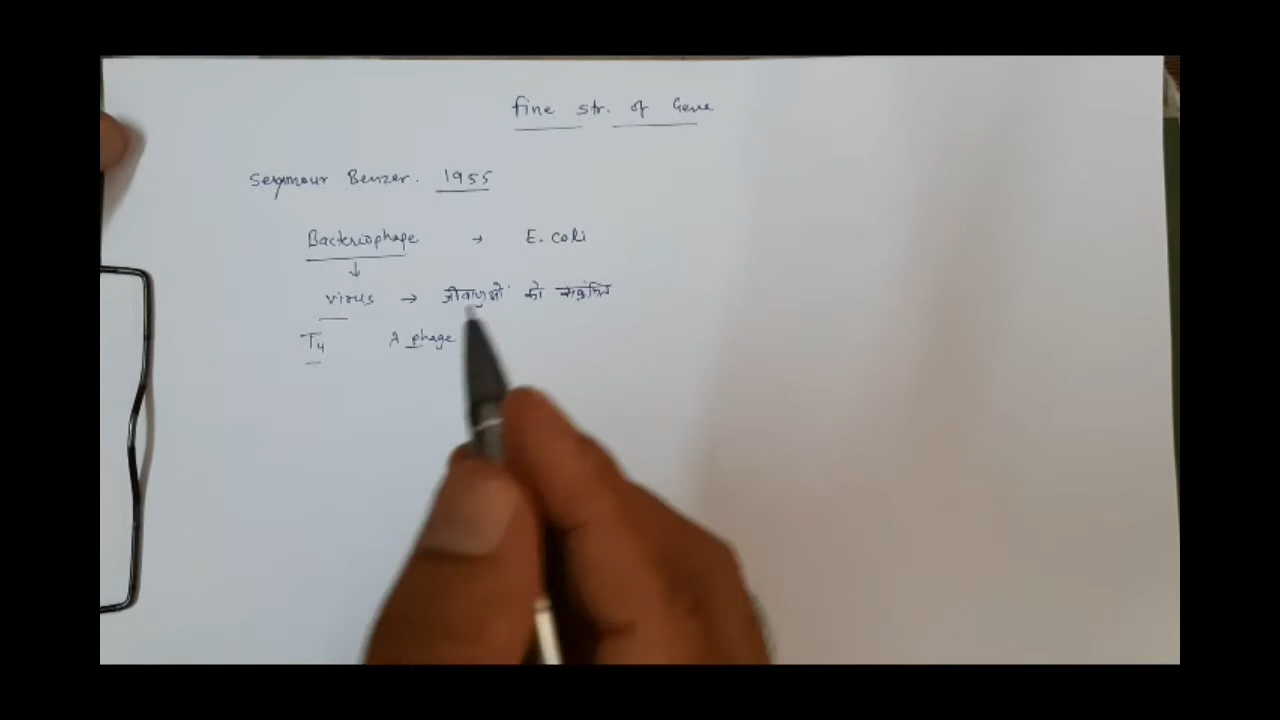 fine str. of Gene
Seymour Benzer. 1955
Bacteriophage → E. coli
↓
virus → जीवाणुओं को संक्रमित
T4 λ phage